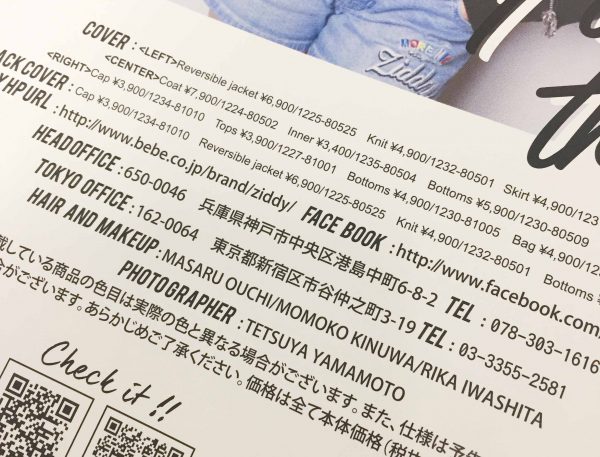 Ziddy
COVER : <LEFT>Reversible jacket ¥6,900/1225-80525 Knit ¥4,900/1232-80501 Skirt ¥4,900/123
<CENTER>Coat ¥7,900/1224-80502 Inner ¥3,400/1235-80504 Bottoms ¥5,900/1230-80509
<RIGHT>Cap ¥3,900/1234-81010 Tops ¥3,900/1227-81001 Bottoms ¥4,900/1230-81005 Bag ¥4
ACK COVER : Cap ¥3,900/1234-81010 Reversible jacket ¥6,900/1225-80525 Knit ¥4,900/1232-80501 Bottoms
Y HP URL : http://www.bebe.co.jp/brand/ziddy/ FACE BOOK : http://www.facebook.com/
HEAD OFFICE : 650-0046 兵庫県神戸市中央区港島中町6-8-2 TEL : 078-303-1616
TOKYO OFFICE : 162-0064 東京都新宿区市谷仲之町3-19 TEL : 03-3355-2581
HAIR AND MAKEUP : MASARU OUCHI/MOMOKO KINUWA/RIKA IWASHITA
PHOTOGRAPHER : TETSUYA YAMAMOTO
載している商品の色目は実際の色と異なる場合がございます。また、仕様は予告
合がございます。あらかじめご了承ください。価格は全て本体価格（税抜
Check it !!